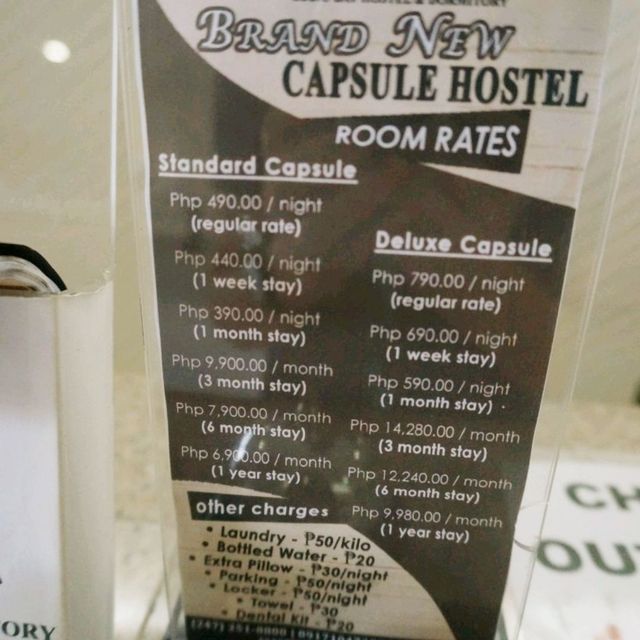 BRAND NEW
CAPSULE HOSTEL
ROOM RATES
Standard Capsule
Php 490.00 / night
(regular rate)
Php 440.00 / night
(1 week stay)
Php 390.00 / night
(1 month stay)
Php 9,900.00 / month
(3 month stay)
Php 7,900.00 / month
(6 month stay)
Php 6,900.00 / month
(1 year stay)
Deluxe Capsule
Php 790.00 / night
(regular rate)
Php 690.00 / night
(1 week stay)
Php 590.00 / night
(1 month stay)
Php 14,280.00 / month
(3 month stay)
Php 12,240.00 / month
(6 month stay)
Php 9,980.00 / month
(1 year stay)
other charges
• Laundry - ₱50/kilo
• Bottled Water - ₱20
• Extra Pillow - ₱30/night
• Parking - ₱50/night
• Locker - ₱50/night
• Towel - ₱30
• Dental Kit - ₱20
CH
OU
ORY